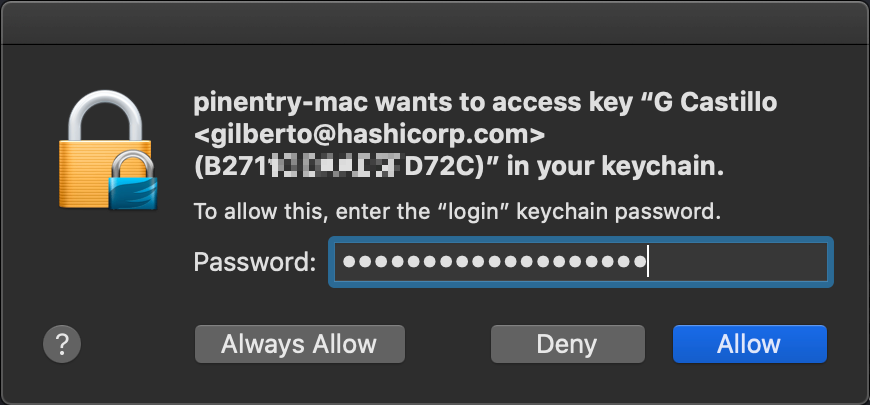 pinentry-mac wants to access key “G Castillo
<gilberto@hashicorp.com>
(B271 D72C)” in your keychain.
To allow this, enter the “login” keychain password.
Password: ●●●●●●●●●●●●●●●●●●●
? Always Allow Deny Allow